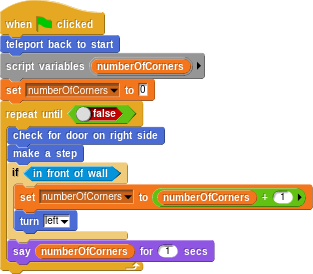 when clicked
teleport back to start
script variables numberOfCorners
set numberOfCorners to 0
repeat until false
check for door on right side
make a step
if in front of wall
set numberOfCorners to numberOfCorners + 1
turn left
say numberOfCorners for 1 secs